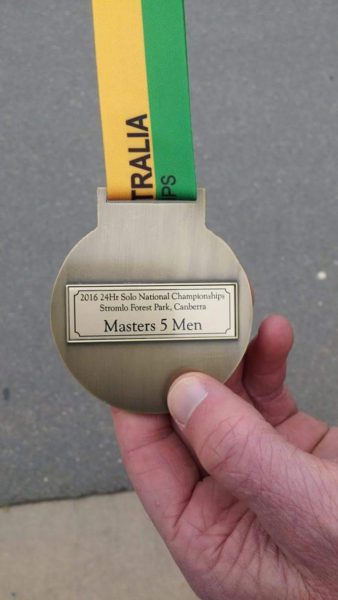 TRALIA
PS
2016 24Hr Solo National Championships
Stromlo Forest Park, Canberra
Masters 5 Men